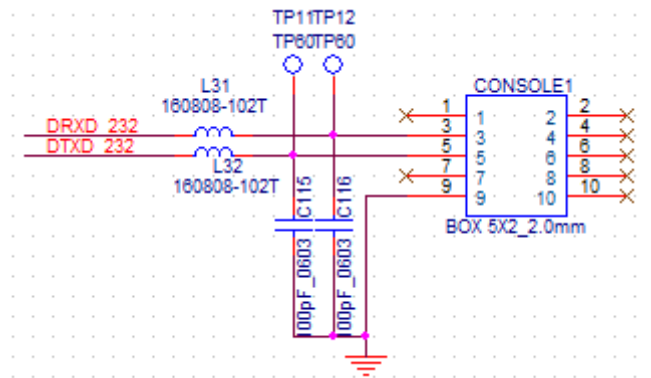 TP11TP12
TP60TP60
L31
160808-102T
CONSOLE1
DRXD_232
DTXD_232
L32
160808-102T
1 1 2 2
3 3 4 4
5 5 6 6
7 7 8 8
9 9 10 10
BOX 5X2_2.0mm
C115
100pF_0603
C116
100pF_0603